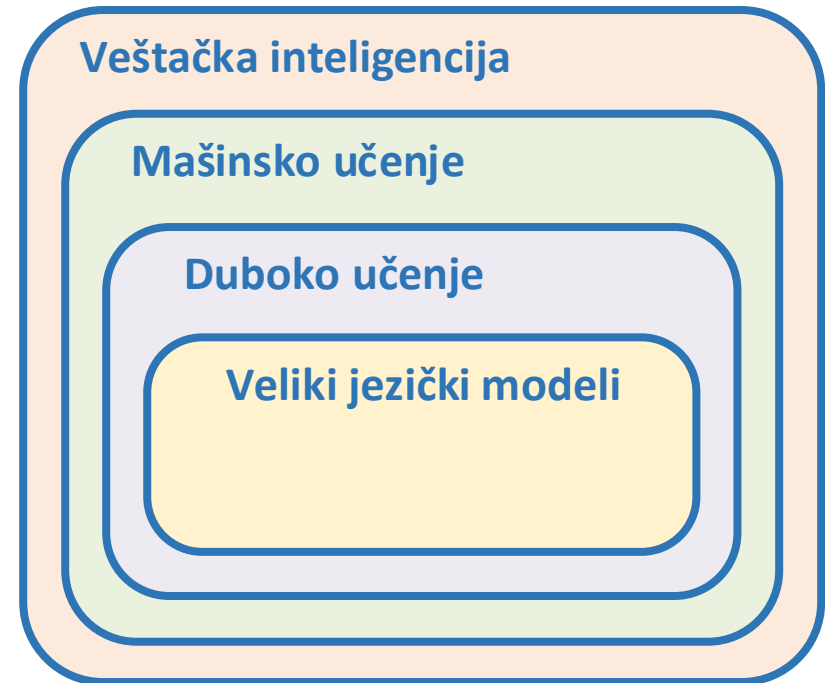 Veštačka inteligencija
Mašinsko učenje
Duboko učenje
Veliki jezički modeli